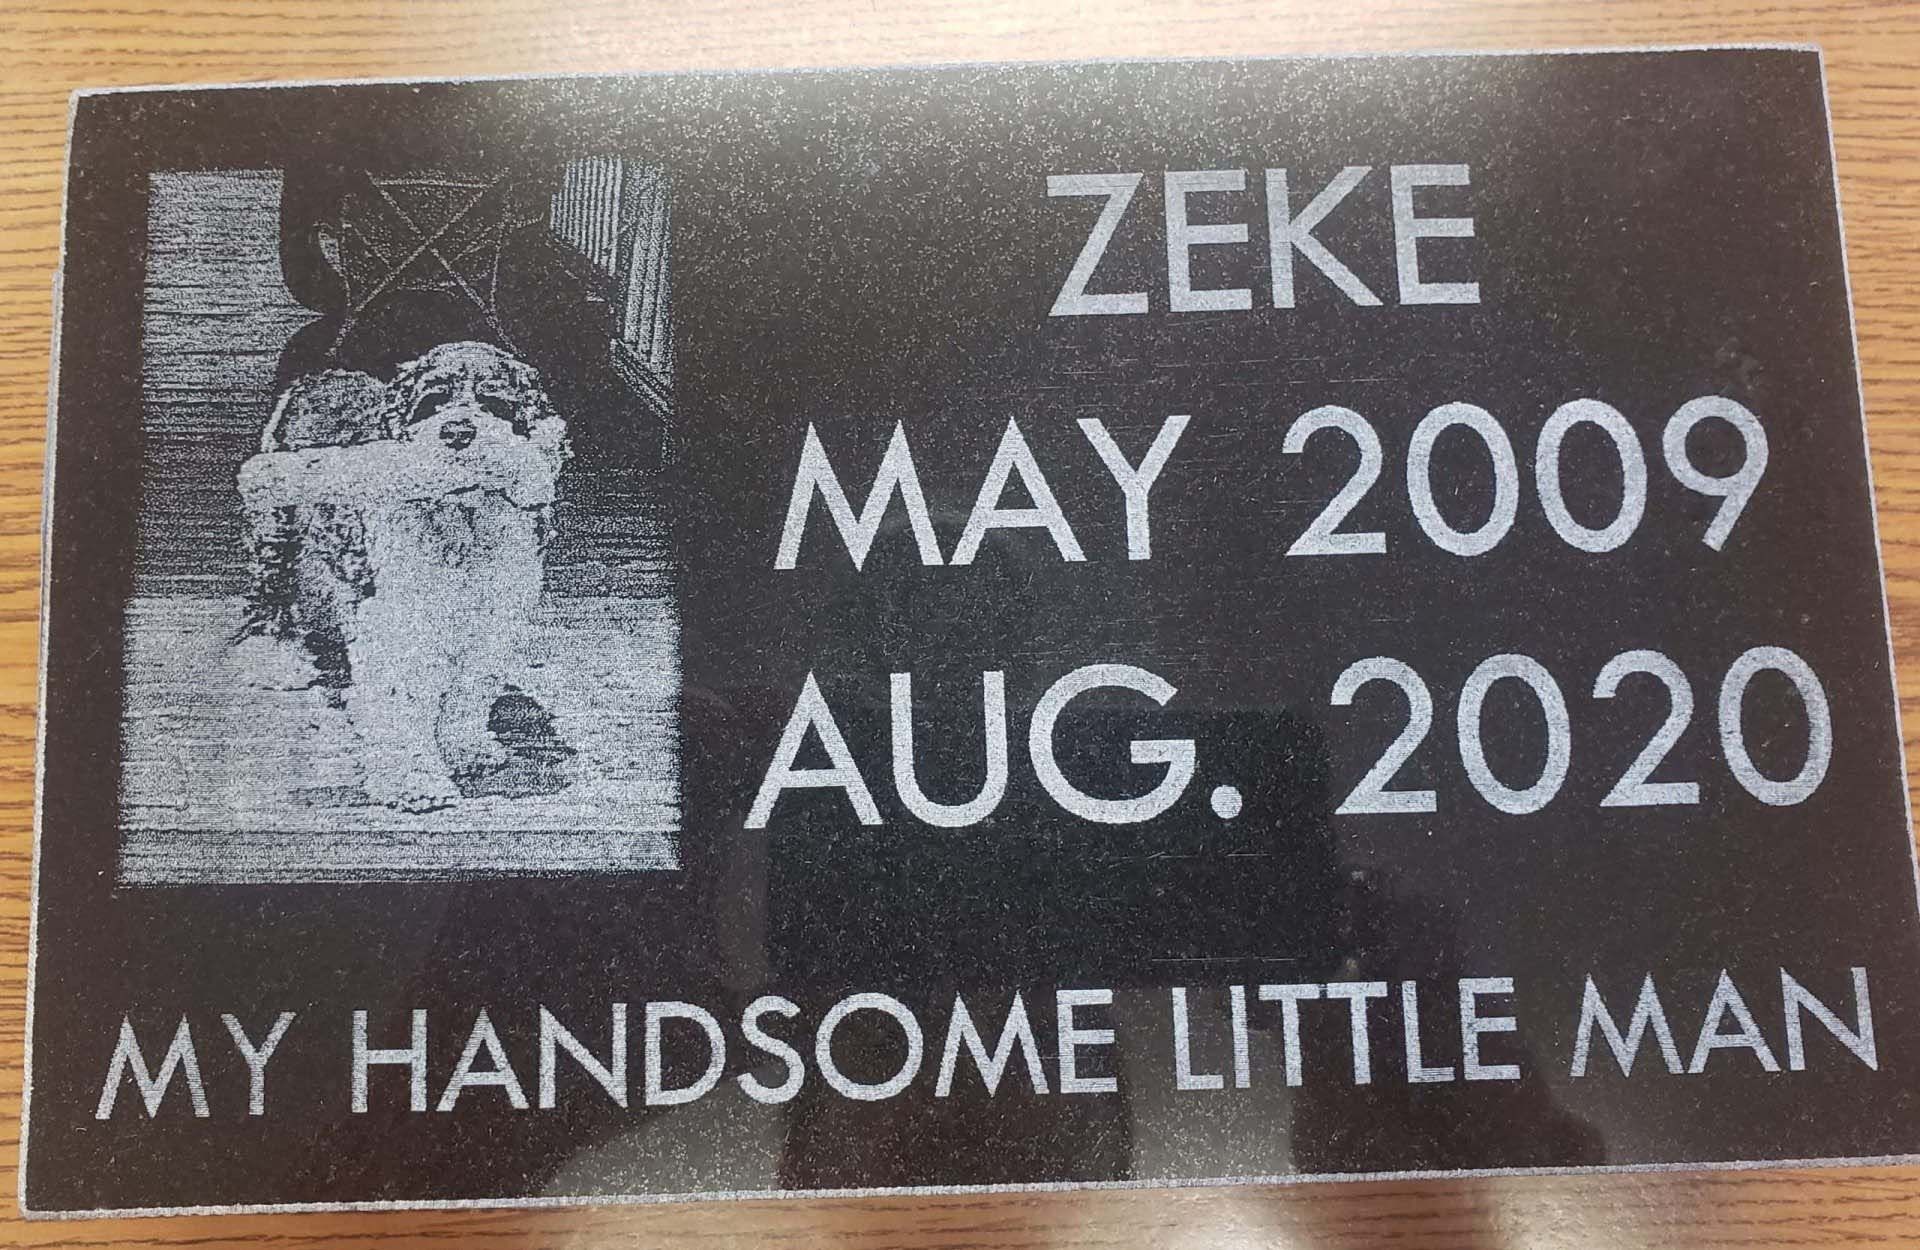 ZEKE
MAY 2009
AUG. 2020
MY HANDSOME LITTLE MAN